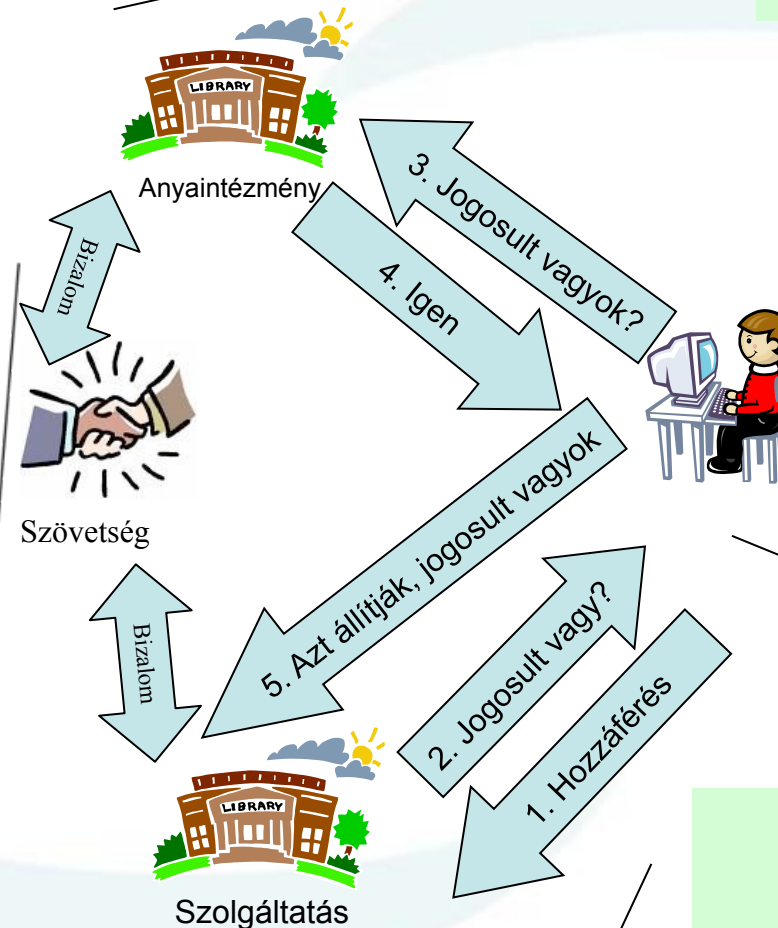 LIBRARY
Anyaintézmény
3. Jogosult vagyok?
4. Igen
Bizalom
Szövetség
5. Azt állítják, jogosult vagyok
2. Jogosult vagy?
1. Hozzáférés
Bizalom
LIBRARY
Szolgáltatás